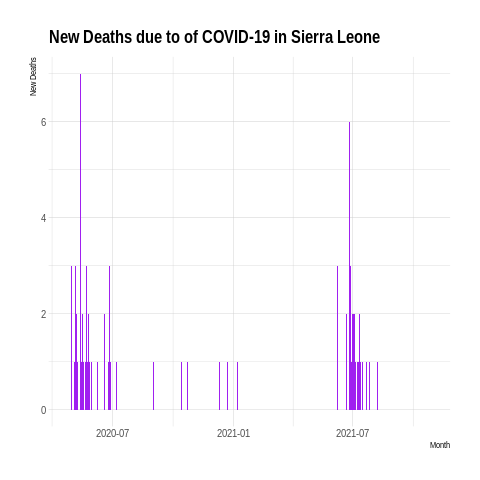 New Deaths due to of COVID-19 in Sierra Leone
New Deaths
6
4
2
0
2020-07
2021-01
2021-07
Month